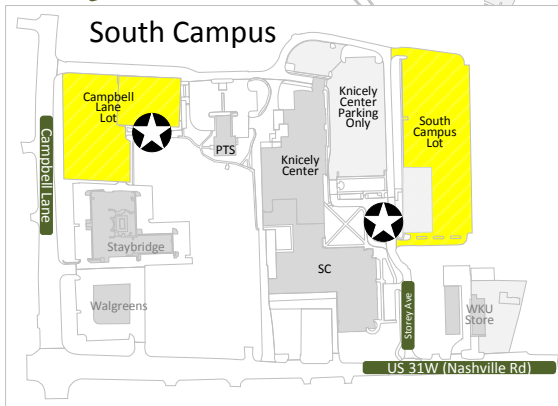 South Campus
Campbell
Lane
Lot
Knicely
Center
Parking
Only
South
Campus
Lot
PTS
Knicely
Center
Campbell Lane
Staybridge
SC
Walgreens
Storey Ave
WKU
Store
US 31W (Nashville Rd)